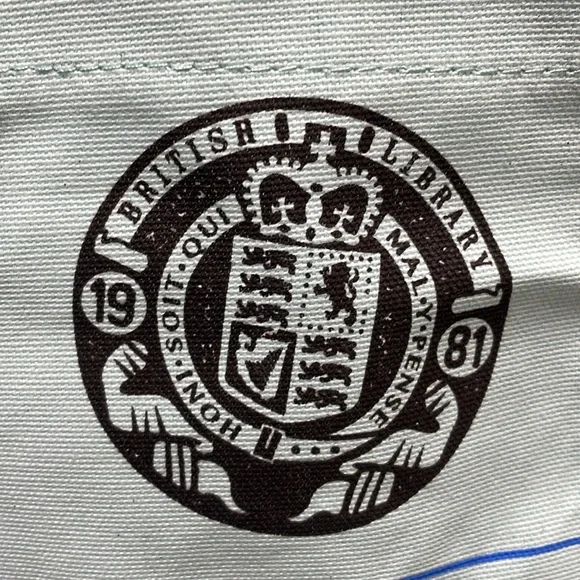 BRITISH LIBRARY
19 81
HONI·SOIT·QUI MAL·Y·PENSE